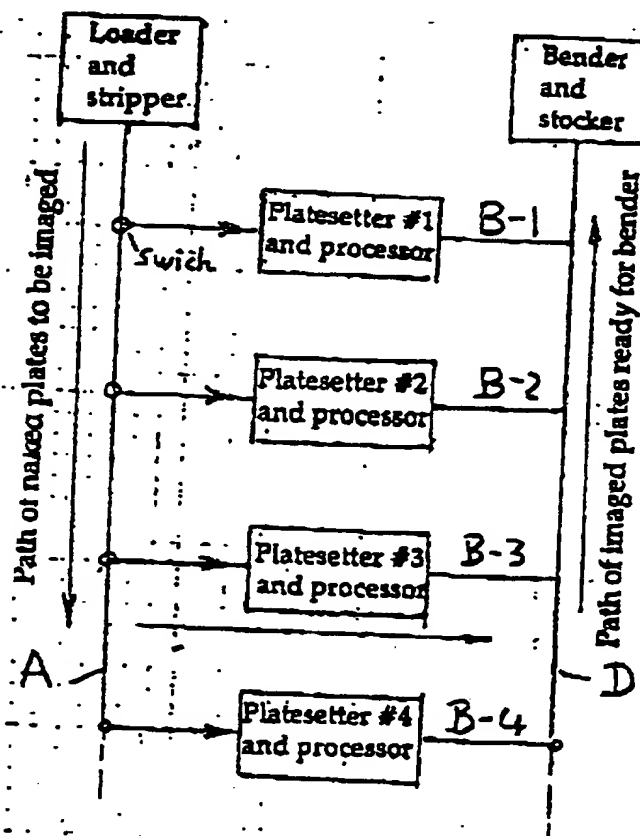 Loader
and
stripper
Bender
and
stocker
Path of naked plates to be imaged
Path of imaged plates ready for bender
Platesetter #1
and processor
B-1
Swich
Platesetter #2
and processor
B-2
Platesetter #3
and processor
B-3
A
D
Platesetter #4
and processor
B-4